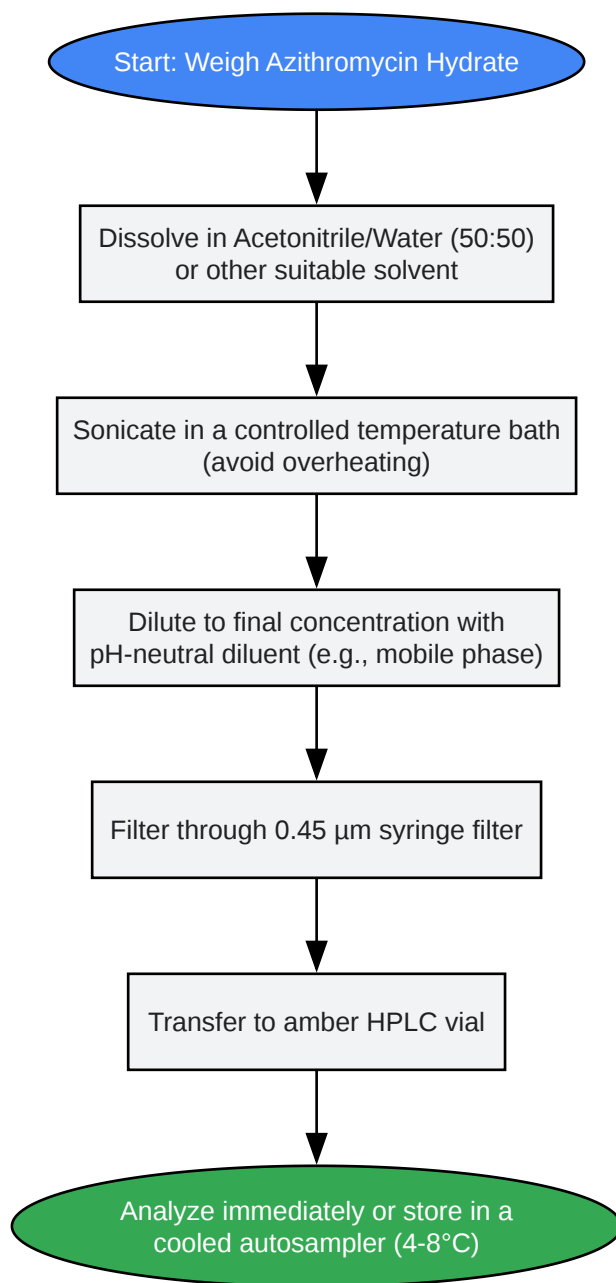 Start: Weigh Azithromycin Hydrate
Dissolve in Acetonitrile/Water (50:50)
or other suitable solvent
Sonicate in a controlled temperature bath
(avoid overheating)
Dilute to final concentration with
pH-neutral diluent (e.g., mobile phase)
Filter through 0.45 µm syringe filter
Transfer to amber HPLC vial
Analyze immediately or store in a
cooled autosampler (4-8°C)